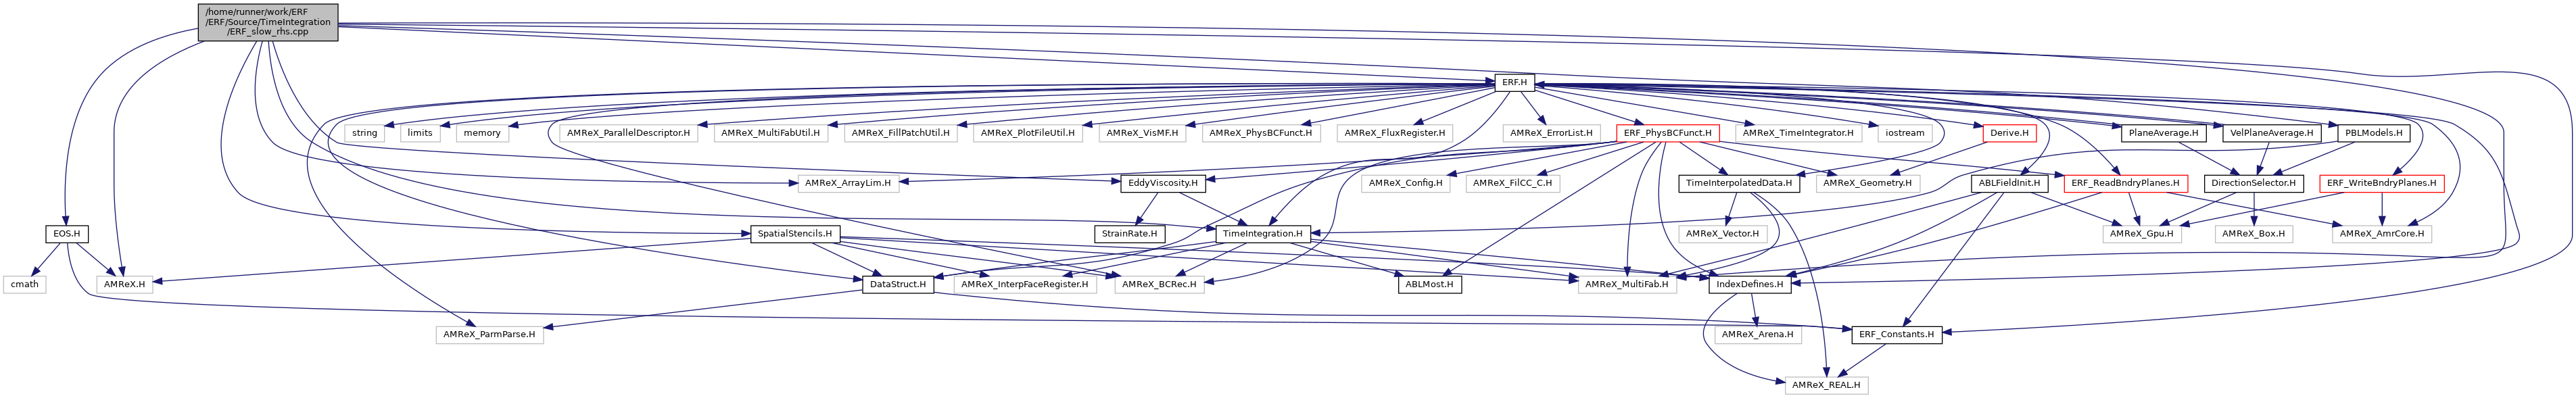 /home/runner/work/ERF
/ERF/Source/TimeIntegration
/ERF_slow_rhs.cpp
ERF.H
string
limits
memory
AMReX_ParallelDescriptor.H
AMReX_MultiFabUtil.H
AMReX_FillPatchUtil.H
AMReX_PlotFileUtil.H
AMReX_VisMF.H
AMReX_PhysBCFunct.H
AMReX_FluxRegister.H
AMReX_ErrorList.H
ERF_PhysBCFunct.H
AMReX_TimeIntegrator.H
iostream
Derive.H
PlaneAverage.H
VelPlaneAverage.H
PBLModels.H
AMReX_ArrayLim.H
EddyViscosity.H
AMReX_Config.H
AMReX_FilCC_C.H
TimeInterpolatedData.H
AMReX_Geometry.H
ABLFieldInit.H
ERF_ReadBndryPlanes.H
DirectionSelector.H
ERF_WriteBndryPlanes.H
EOS.H
SpatialStencils.H
StrainRate.H
TimeIntegration.H
AMReX_Vector.H
AMReX_Gpu.H
AMReX_Box.H
AMReX_AmrCore.H
cmath
AMReX.H
DataStruct.H
AMReX_InterpFaceRegister.H
AMReX_BCRec.H
ABLMost.H
AMReX_MultiFab.H
IndexDefines.H
AMReX_ParmParse.H
ERF_Constants.H
AMReX_Arena.H
AMReX_REAL.H